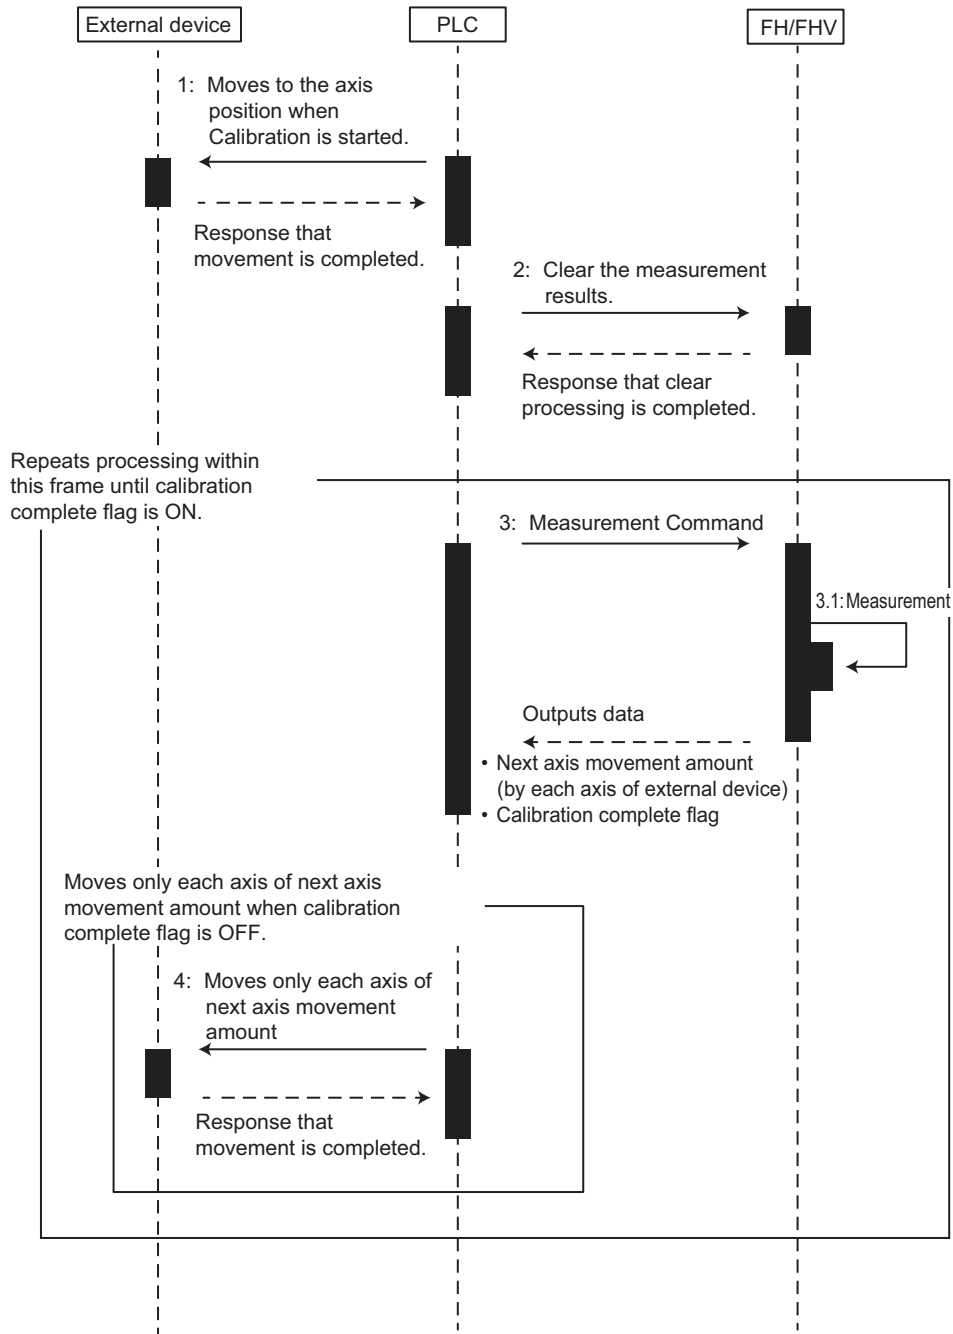 External device
PLC
FH/FHV
1: Moves to the axis
position when
Calibration is started.
Response that
movement is completed.
2: Clear the measurement
results.
Response that clear
processing is completed.
Repeats processing within
this frame until calibration
complete flag is ON.
3: Measurement Command
3.1: Measurement
Outputs data
• Next axis movement amount
(by each axis of external device)
• Calibration complete flag
Moves only each axis of next axis
movement amount when calibration
complete flag is OFF.
4: Moves only each axis of
next axis movement
amount
Response that
movement is completed.